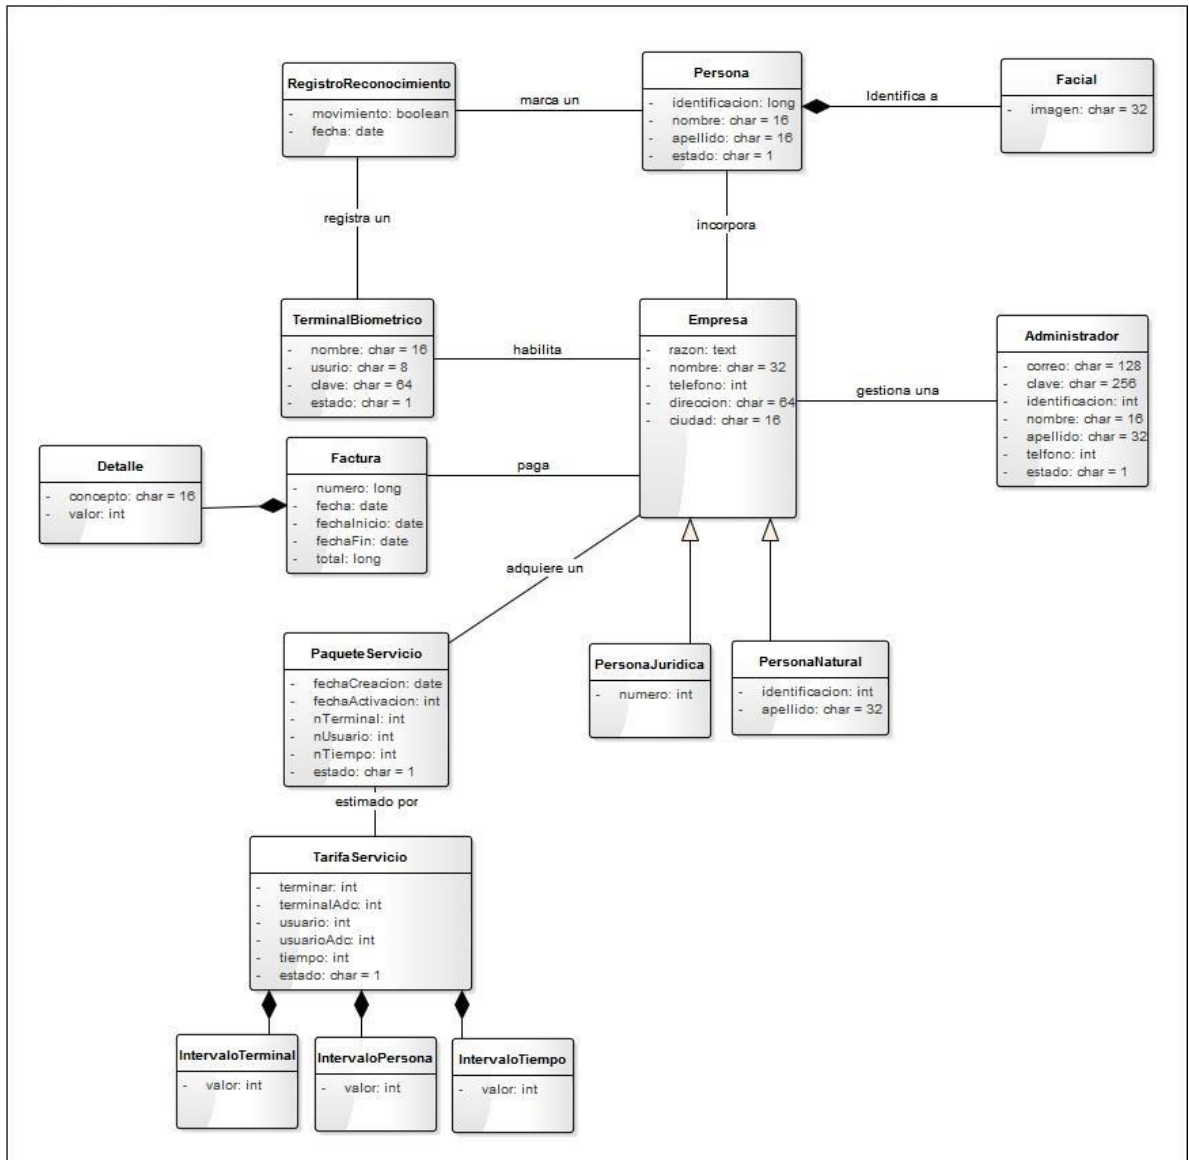 RegistroReconocimiento
- movimiento: boolean
- fecha: date
marca un
Persona
- identificacion: long
- nombre: char = 16
- apellido: char = 16
- estado: char = 1
Identifica a
Facial
- imagen: char = 32
registra un
incorpora
TerminalBiometrico
- nombre: char = 16
- usurio: char = 8
- clave: char = 64
- estado: char = 1
habilita
Empresa
- razon: text
- nombre: char = 32
- telefono: int
- direccion: char = 64
- ciudad: char = 16
gestiona una
Administrador
- correo: char = 128
- clave: char = 256
- identificacion: int
- nombre: char = 16
- apellido: char = 32
- telfono: int
- estado: char = 1
Detalle
- concepto: char = 16
- valor: int
Factura
- numero: long
- fecha: date
- fechaInicio: date
- fechaFin: date
- total: long
paga
adquiere un
PaqueteServicio
- fechaCreacion: date
- fechaActivacion: int
- nTerminal: int
- nUsuario: int
- nTiempo: int
- estado: char = 1
PersonaJuridica
- numero: int
PersonaNatural
- identificacion: int
- apellido: char = 32
estimado por
TarifaServicio
- terminar: int
- terminalAdc: int
- usuario: int
- usuarioAdc: int
- tiempo: int
- estado: char = 1
IntervaloTerminal
- valor: int
IntervaloPersona
- valor: int
IntervaloTiempo
- valor: int